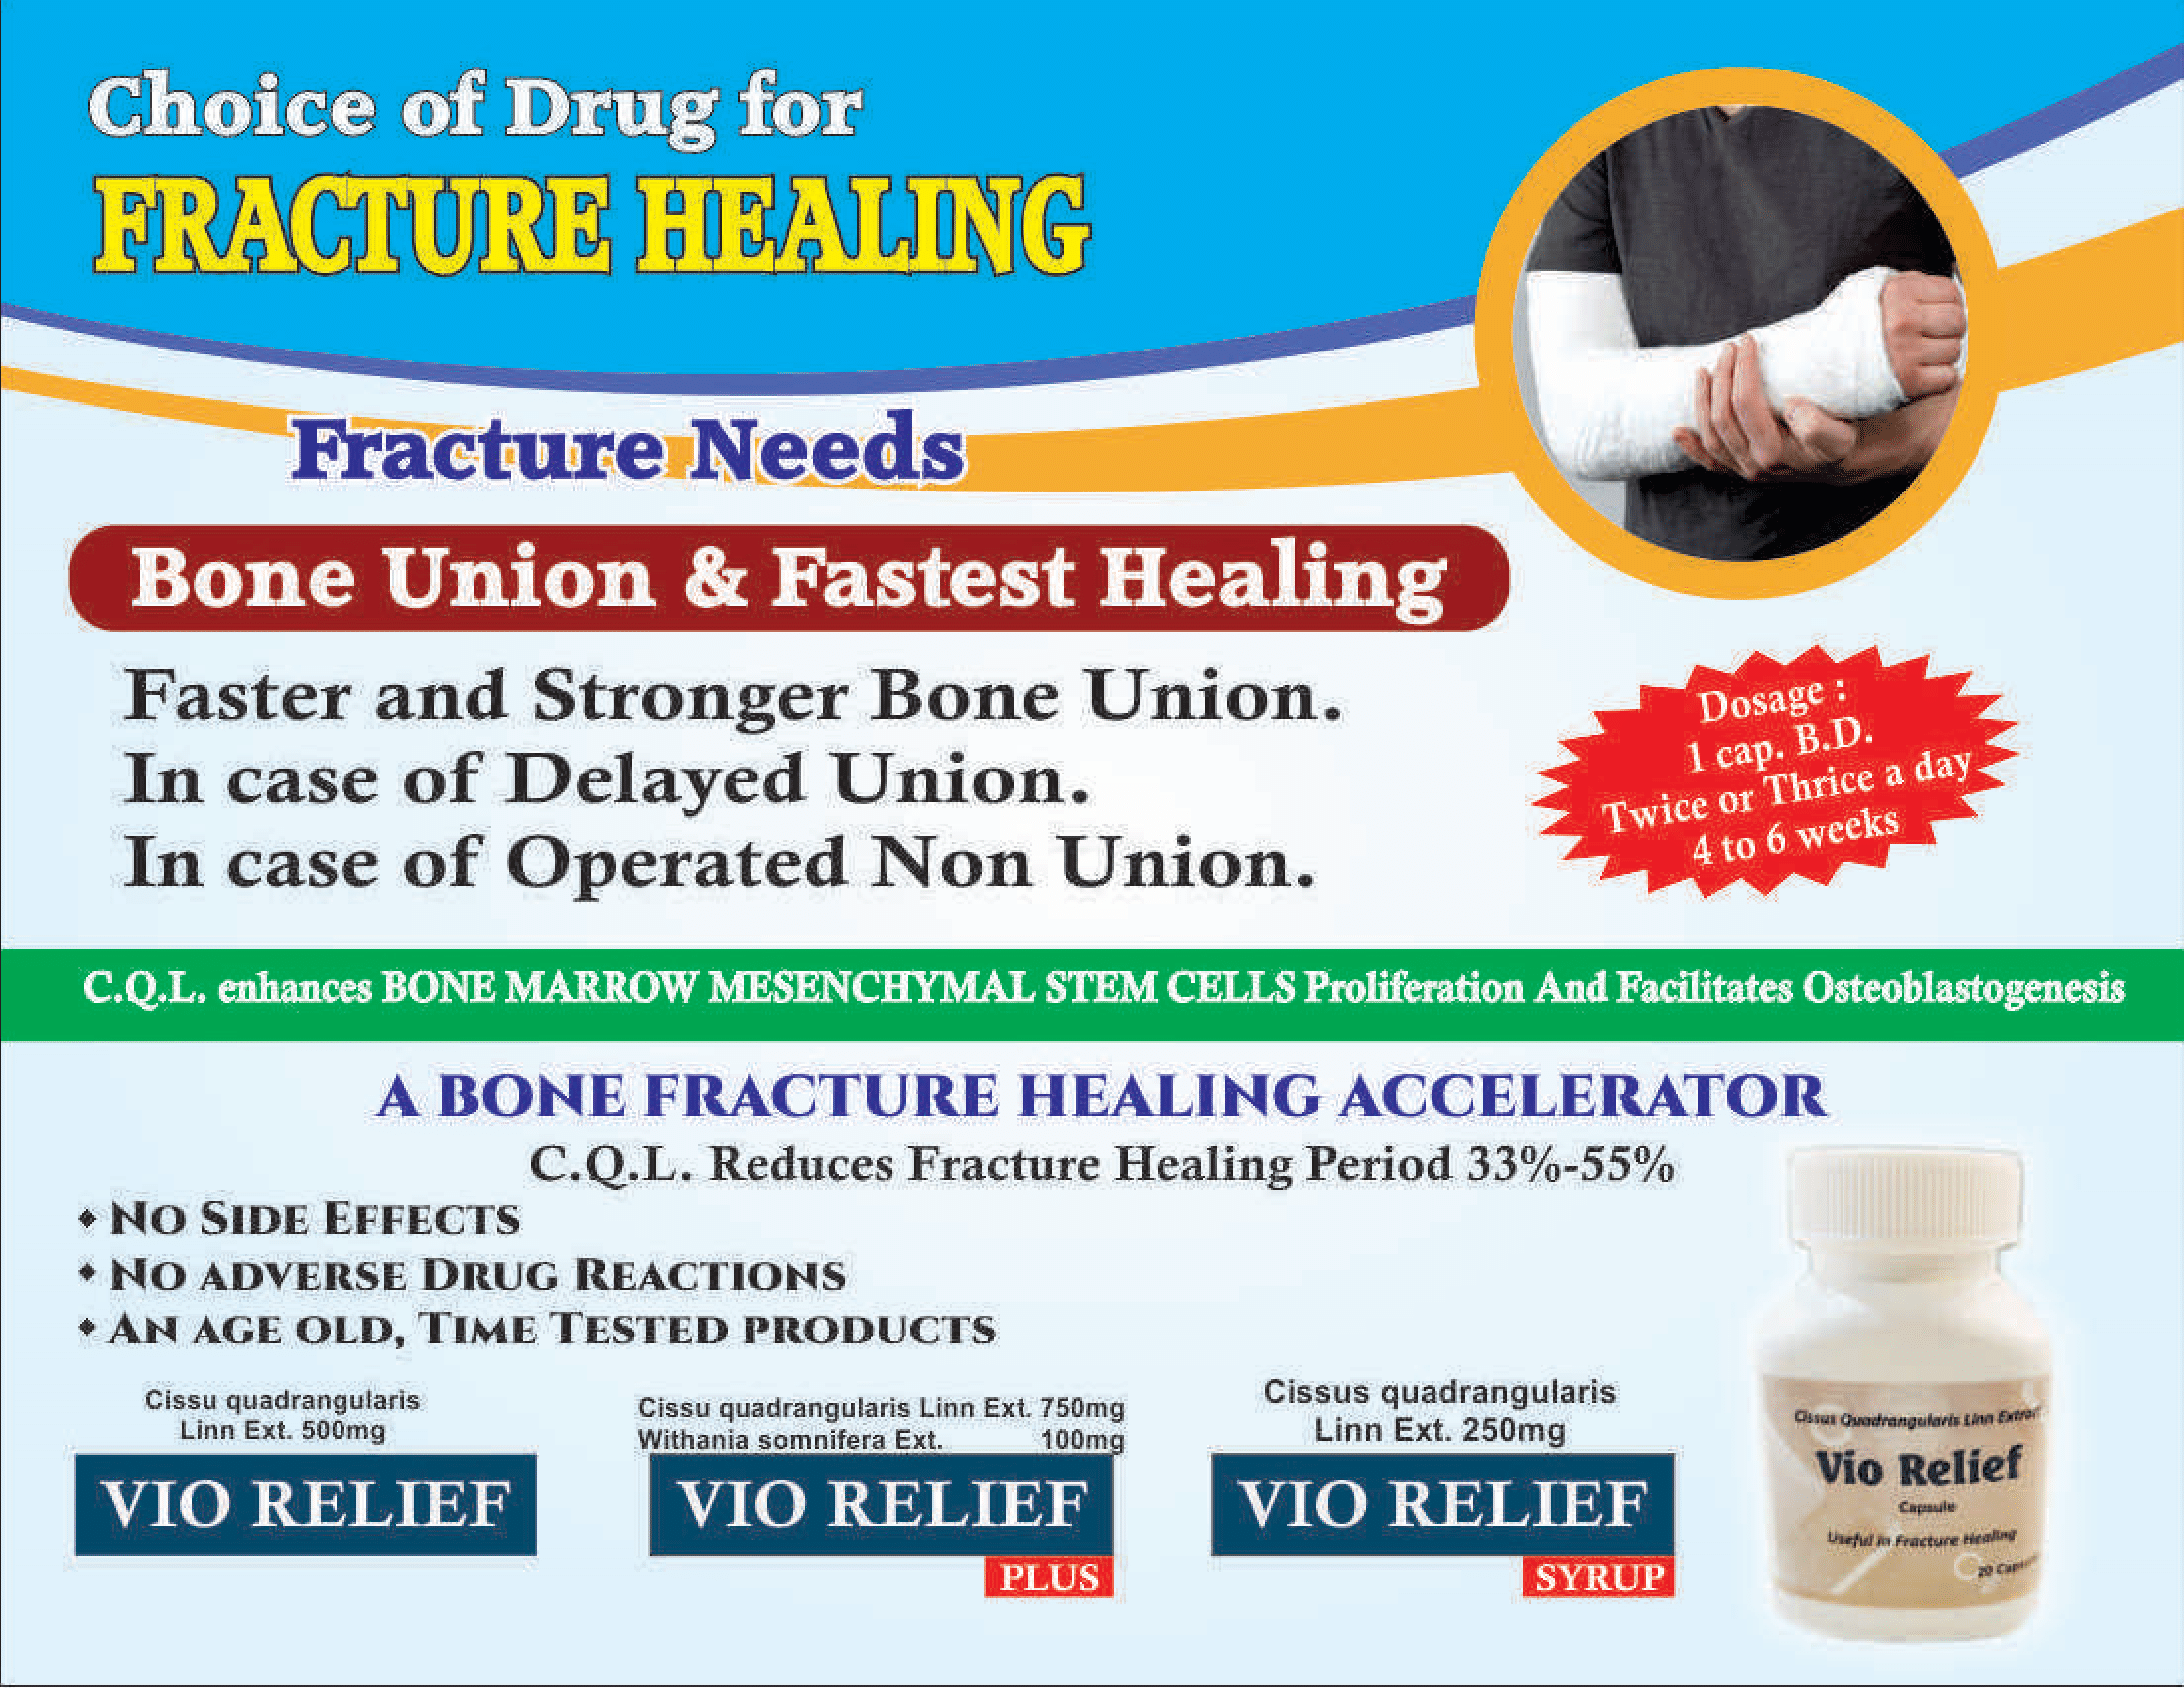 Choice of Drug for
FRACTURE HEALING
Fracture Needs
Bone Union & Fastest Healing
Faster and Stronger Bone Union.
In case of Delayed Union.
In case of Operated Non Union.
Dosage :
1 cap. B.D.
Twice or Thrice a day
4 to 6 weeks
C.Q.L. enhances BONE MARROW MESENCHYMAL STEM CELLS Proliferation And Facilitates Osteoblastogenesis
A BONE FRACTURE HEALING ACCELERATOR
C.Q.L. Reduces Fracture Healing Period 33%-55%
• NO SIDE EFFECTS
• NO ADVERSE DRUG REACTIONS
• AN AGE OLD, TIME TESTED PRODUCTS
Cissu quadrangularis
Linn Ext. 500mg
VIO RELIEF
Cissu quadrangularis Linn Ext. 750mg
Withania somnifera Ext. 100mg
VIO RELIEF
PLUS
Cissus quadrangularis
Linn Ext. 250mg
VIO RELIEF
SYRUP
Cissus Quadrangularis Linn Extract
Vio Relief
Capsule
Useful in Fracture Healing
20